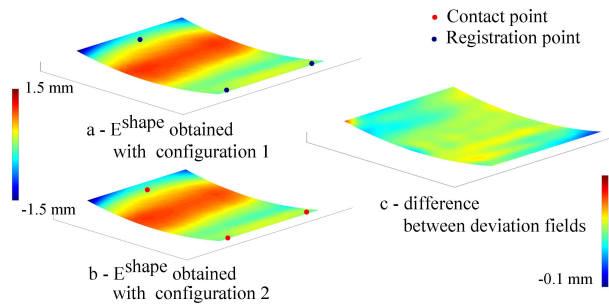 Contact point
Registration point
1.5 mm
-1.5 mm
a - E^shape obtained
with configuration 1
b - E^shape obtained
with configuration 2
c - difference
between deviation fields
-0.1 mm